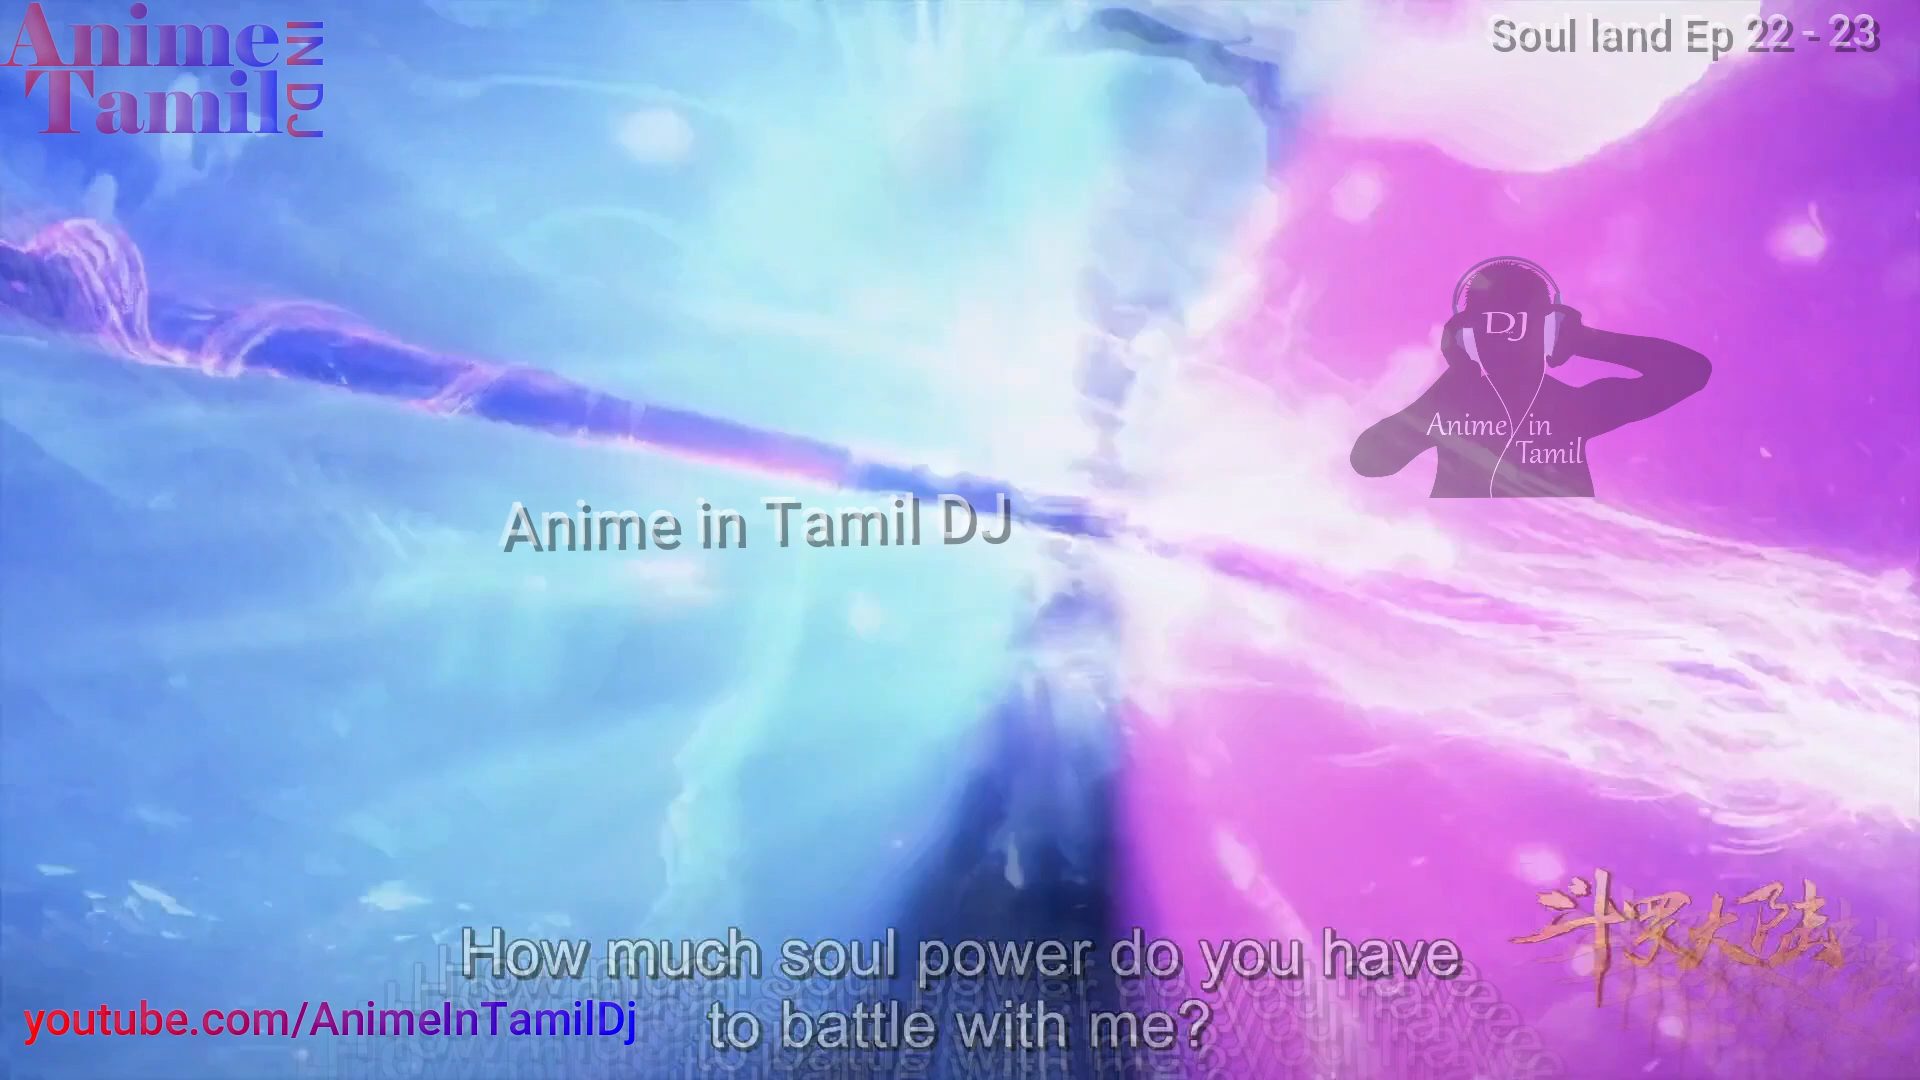 Anime
Tamil
IN DJ
Soul land Ep 22 - 23
DJ
Anime in
Tamil
Anime in Tamil DJ
How much soul power do you have
to battle with me?
斗罗大陆
youtube.com/AnimeInTamilDj